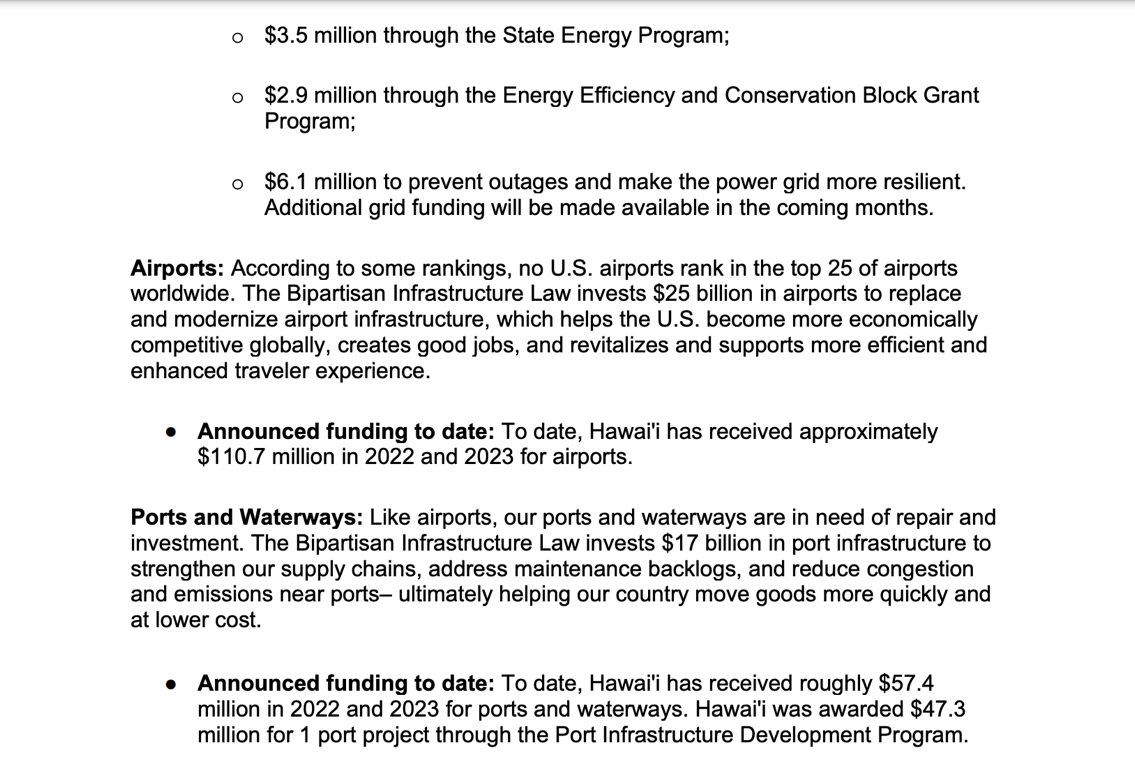 o $3.5 million through the State Energy Program;
o $2.9 million through the Energy Efficiency and Conservation Block Grant
Program;
o $6.1 million to prevent outages and make the power grid more resilient.
Additional grid funding will be made available in the coming months.
Airports: According to some rankings, no U.S. airports rank in the top 25 of airports
worldwide. The Bipartisan Infrastructure Law invests $25 billion in airports to replace
and modernize airport infrastructure, which helps the U.S. become more economically
competitive globally, creates good jobs, and revitalizes and supports more efficient and
enhanced traveler experience.
● Announced funding to date: To date, Hawai'i has received approximately
$110.7 million in 2022 and 2023 for airports.
Ports and Waterways: Like airports, our ports and waterways are in need of repair and
investment. The Bipartisan Infrastructure Law invests $17 billion in port infrastructure to
strengthen our supply chains, address maintenance backlogs, and reduce congestion
and emissions near ports– ultimately helping our country move goods more quickly and
at lower cost.
● Announced funding to date: To date, Hawai'i has received roughly $57.4
million in 2022 and 2023 for ports and waterways. Hawai'i was awarded $47.3
million for 1 port project through the Port Infrastructure Development Program.